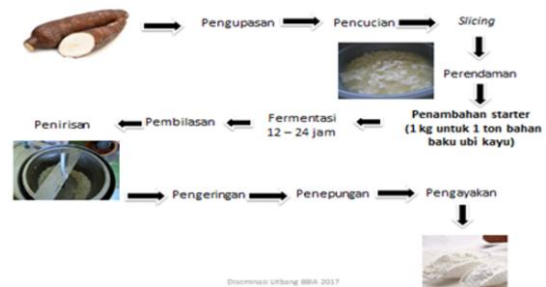 Pengupasan
Pencucian
Slicing
Perendaman
Penambahan starter
(1 kg untuk 1 ton bahan
baku ubi kayu)
Fermentasi
12 – 24 jam
Pembilasan
Penirisan
Pengeringan
Penepungan
Pengayakan
Diseminasi Litbang BBIA 2017